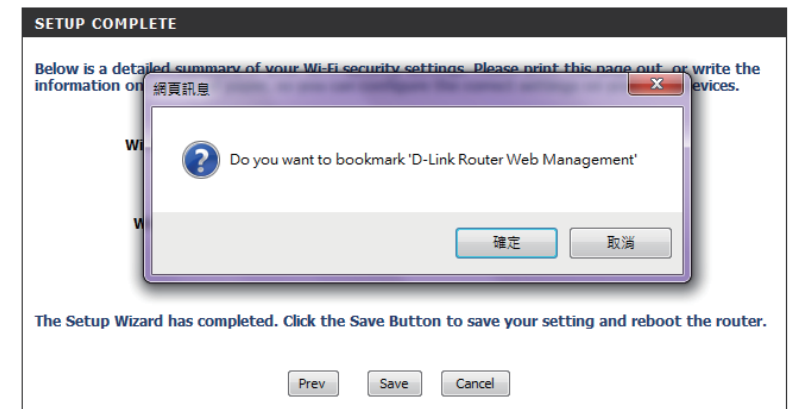 SETUP COMPLETE
Below is a detailed summary of your Wi-Fi security settings. Please print this page out, or write the
information on evices.
網頁訊息
X
Wi
Do you want to bookmark 'D-Link Router Web Management'
W
確定 取消
The Setup Wizard has completed. Click the Save Button to save your setting and reboot the router.
Prev Save Cancel